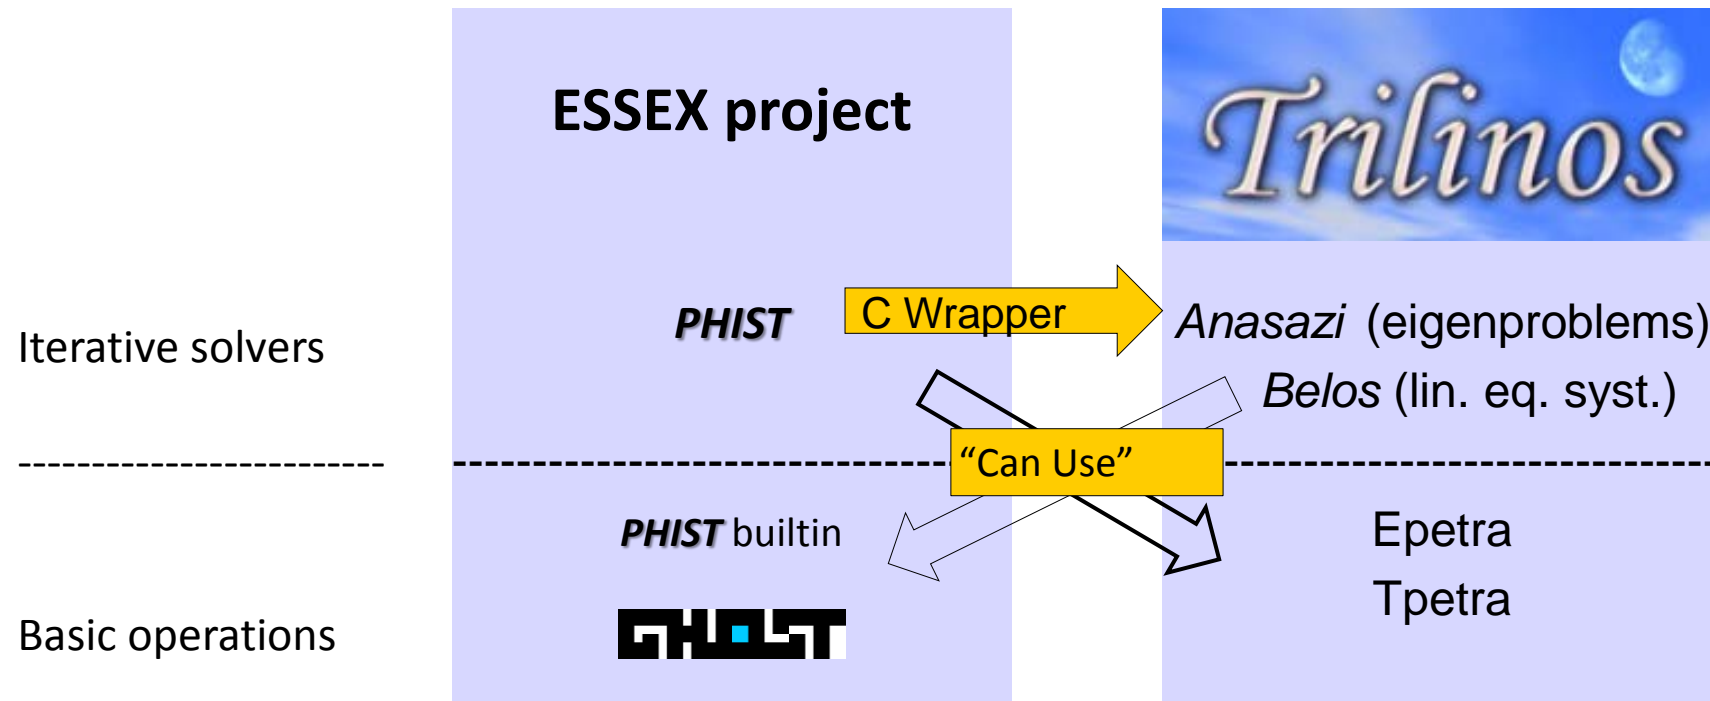 ESSEX project
Trilinos
Iterative solvers
PHIST
C Wrapper
Anasazi (eigenproblems)
Belos (lin. eq. syst.)
“Can Use”
Basic operations
PHIST builtin
GHOST
Epetra
Tpetra